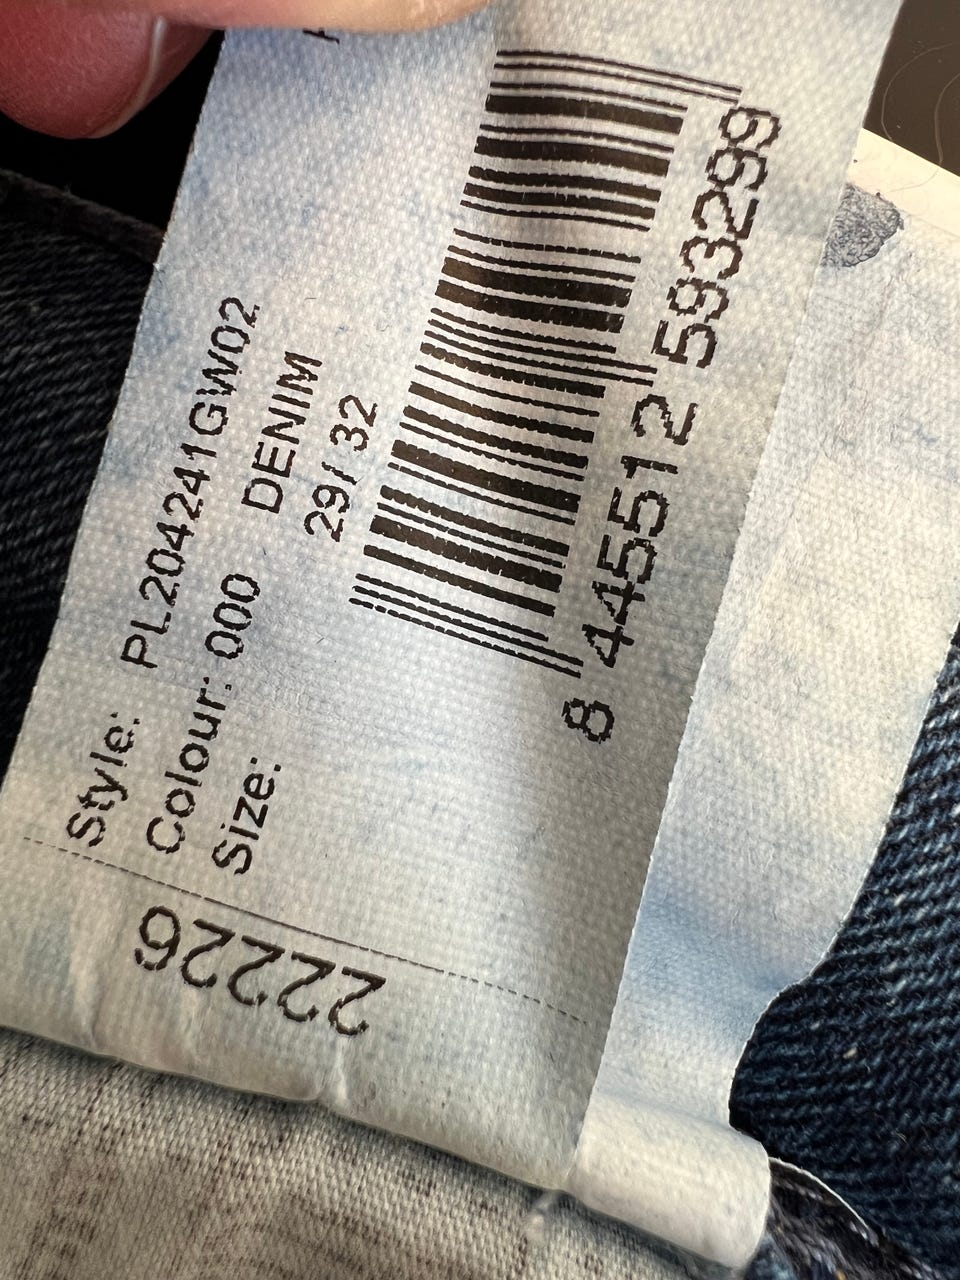 Style: PL204241GW02
Colour: 000 DENIM
Size: 29/ 32
8 445512 593299
22226